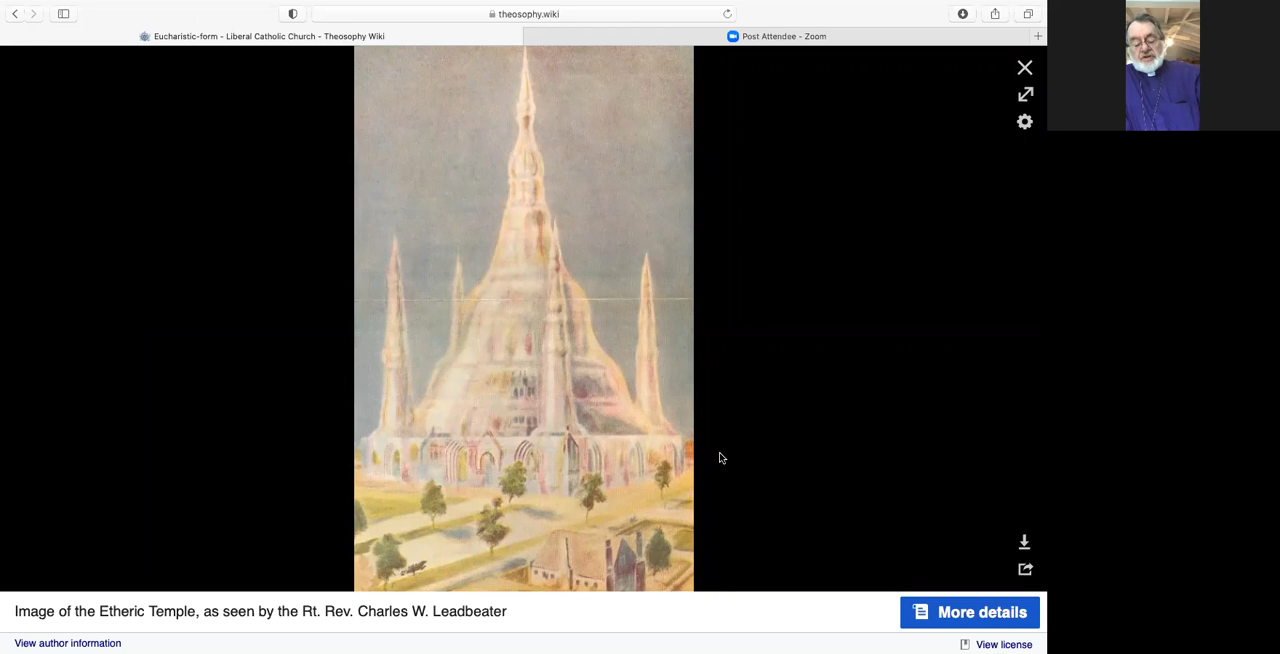 theosophy.wiki
Eucharistic-form - Liberal Catholic Church - Theosophy Wiki
Post Attendee - Zoom
Image of the Etheric Temple, as seen by the Rt. Rev. Charles W. Leadbeater
More details
View author information
View license